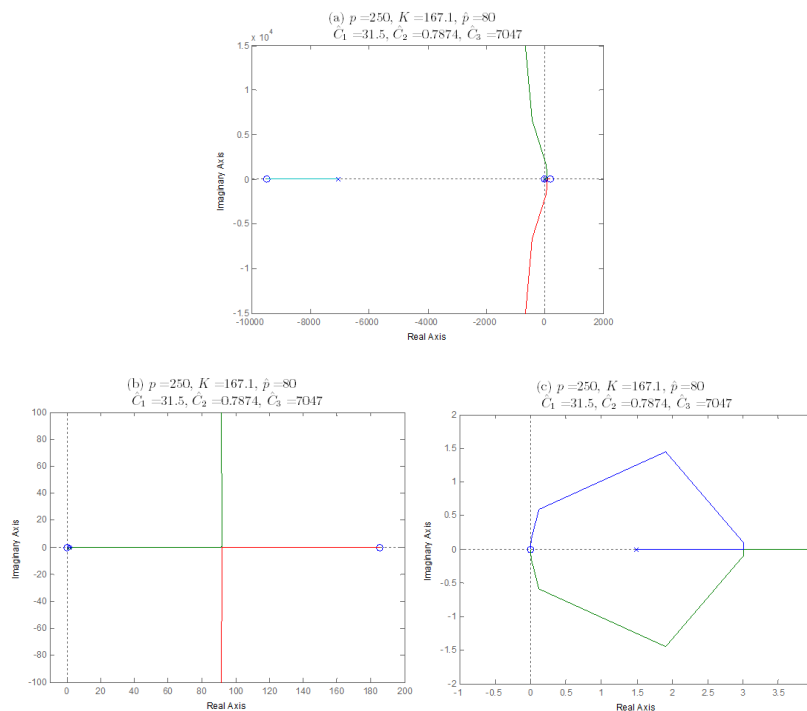 (a) p =250, K =167.1, p̂ =80
Ĉ₁ =31.5, Ĉ₂ =0.7874, Ĉ₃ =7047
x 10⁴
1.5
1
0.5
0
-0.5
-1
-1.5
Imaginary Axis
-10000 -8000 -6000 -4000 -2000 0 2000
Real Axis
(b) p =250, K =167.1, p̂ =80
Ĉ₁ =31.5, Ĉ₂ =0.7874, Ĉ₃ =7047
100
80
60
40
20
0
-20
-40
-60
-80
-100
Imaginary Axis
0 20 40 60 80 100 120 140 160 180 200
Real Axis
(c) p =250, K =167.1, p̂ =80
Ĉ₁ =31.5, Ĉ₂ =0.7874, Ĉ₃ =7047
2
1.5
1
0.5
0
-0.5
-1
-1.5
-2
Imaginary Axis
-1 -0.5 0 0.5 1 1.5 2 2.5 3 3.5
Real Axis